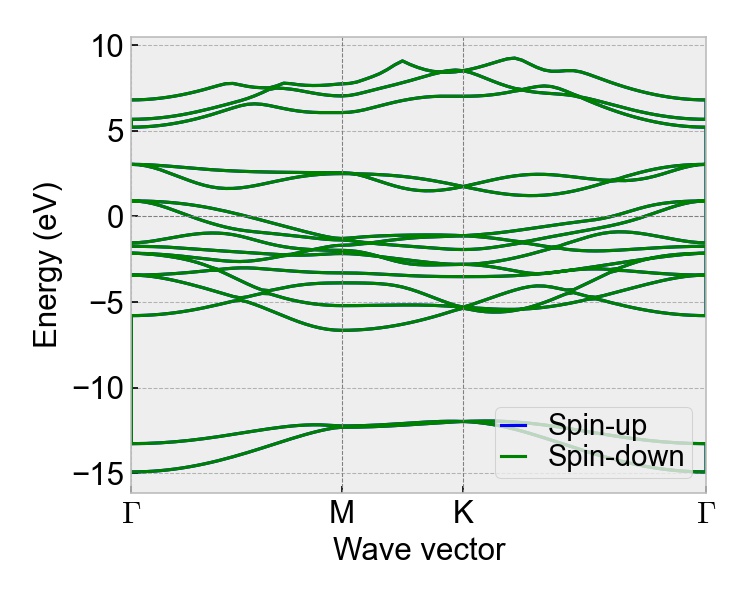 10
5
0
−5
−10
−15
Energy (eV)
Spin-up
Spin-down
Γ M K Γ
Wave vector